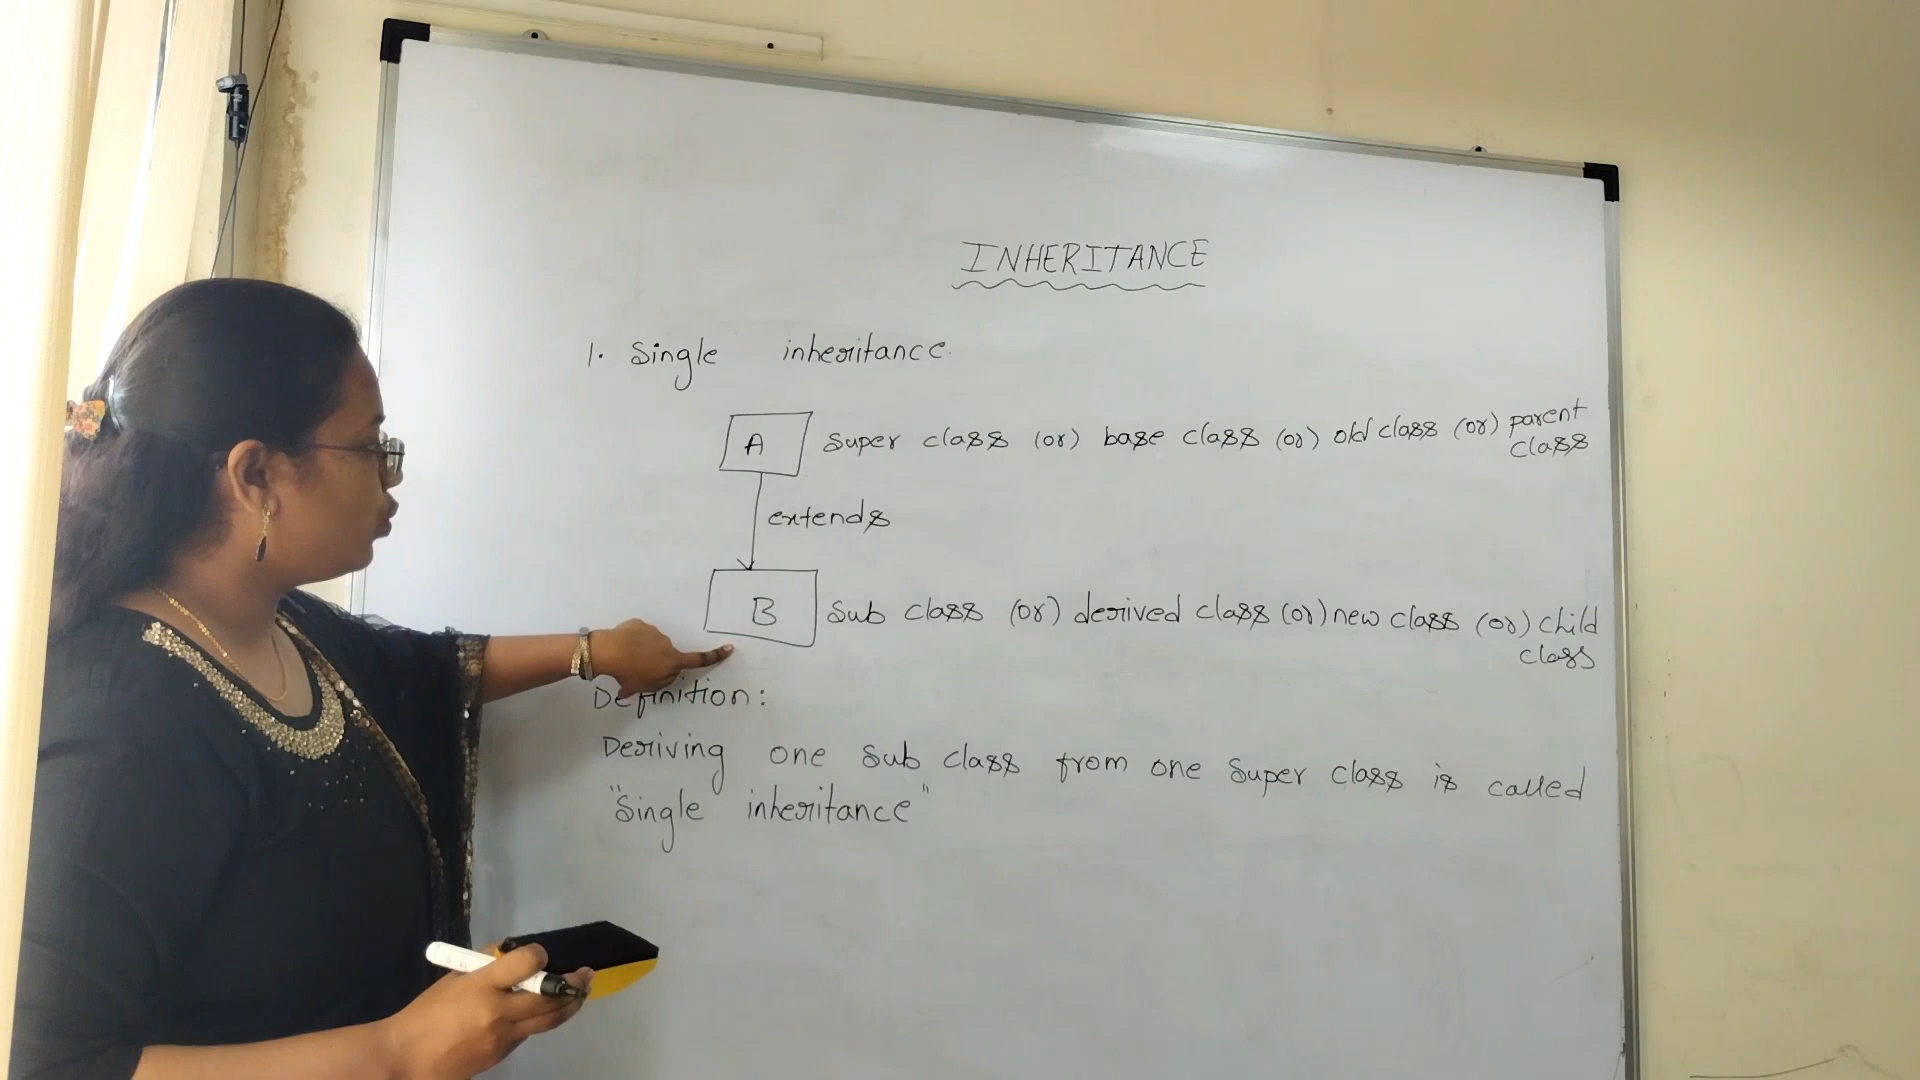 INHERITANCE
1. Single inheritance.
A super class (or) base class (or) old class (or) parent class
extends
B Sub class (or) derived class (or) new class (or) child class
Definition:
Deriving one sub class from one super class is called
"Single inheritance"